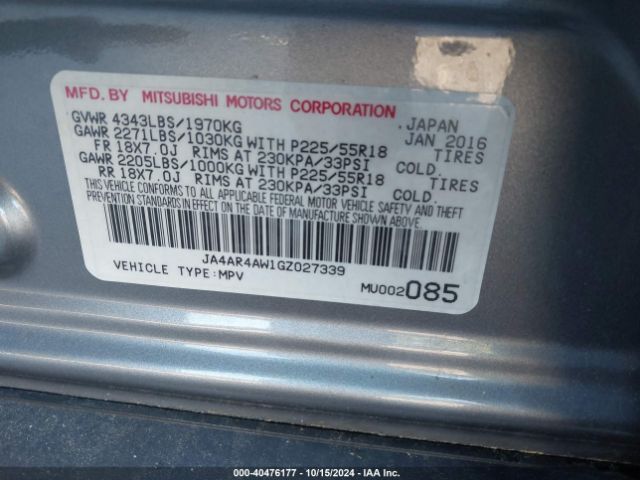 MFD. BY MITSUBISHI MOTORS CORPORATION
GVWR 4343LBS/1970KG JAPAN
GAWR 2271LBS/1030KG WITH P225/55R18 JAN 2016
FR 18X7.0J RIMS AT 230KPA/33PSI COLD. TIRES
GAWR 2205LBS/1000KG WITH P225/55R18
RR 18X7.0J RIMS AT 230KPA/33PSI COLD. TIRES
THIS VEHICLE CONFORMS TO ALL APPLICABLE FEDERAL MOTOR VEHICLE SAFETY AND THEFT
PREVENTION STANDARDS IN EFFECT ON THE DATE OF MANUFACTURE SHOWN ABOVE.
JA4AR4AW1GZ027339
VEHICLE TYPE:MPV MU002085
000-40476177 - 10/15/2024 - IAA Inc.